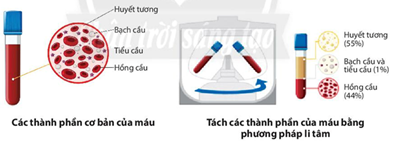 Huyết tương
Bạch cầu
Tiểu cầu
Hồng cầu
Các thành phần cơ bản của máu
Huyết tương
(55%)
Bạch cầu và
tiểu cầu (1%)
Hồng cầu
(44%)
Tách các thành phần của máu bằng
phương pháp li tâm